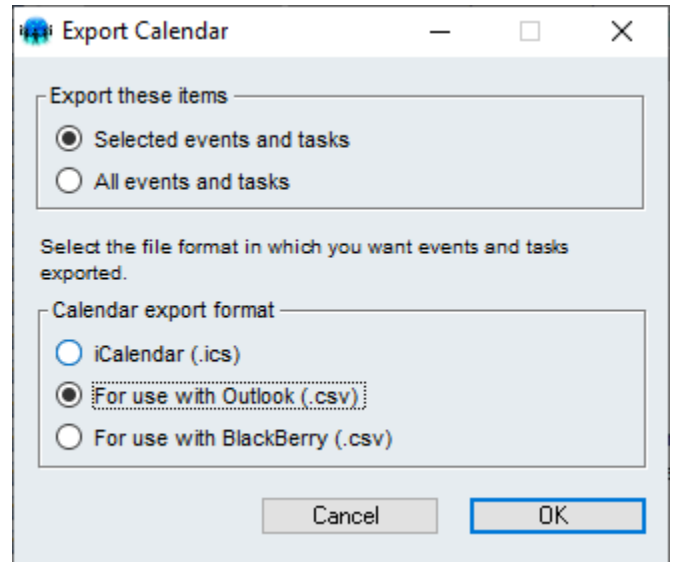 Export Calendar
Export these items
Selected events and tasks
All events and tasks
Select the file format in which you want events and tasks
exported.
Calendar export format
iCalendar (.ics)
For use with Outlook (.csv)
For use with BlackBerry (.csv)
Cancel
OK